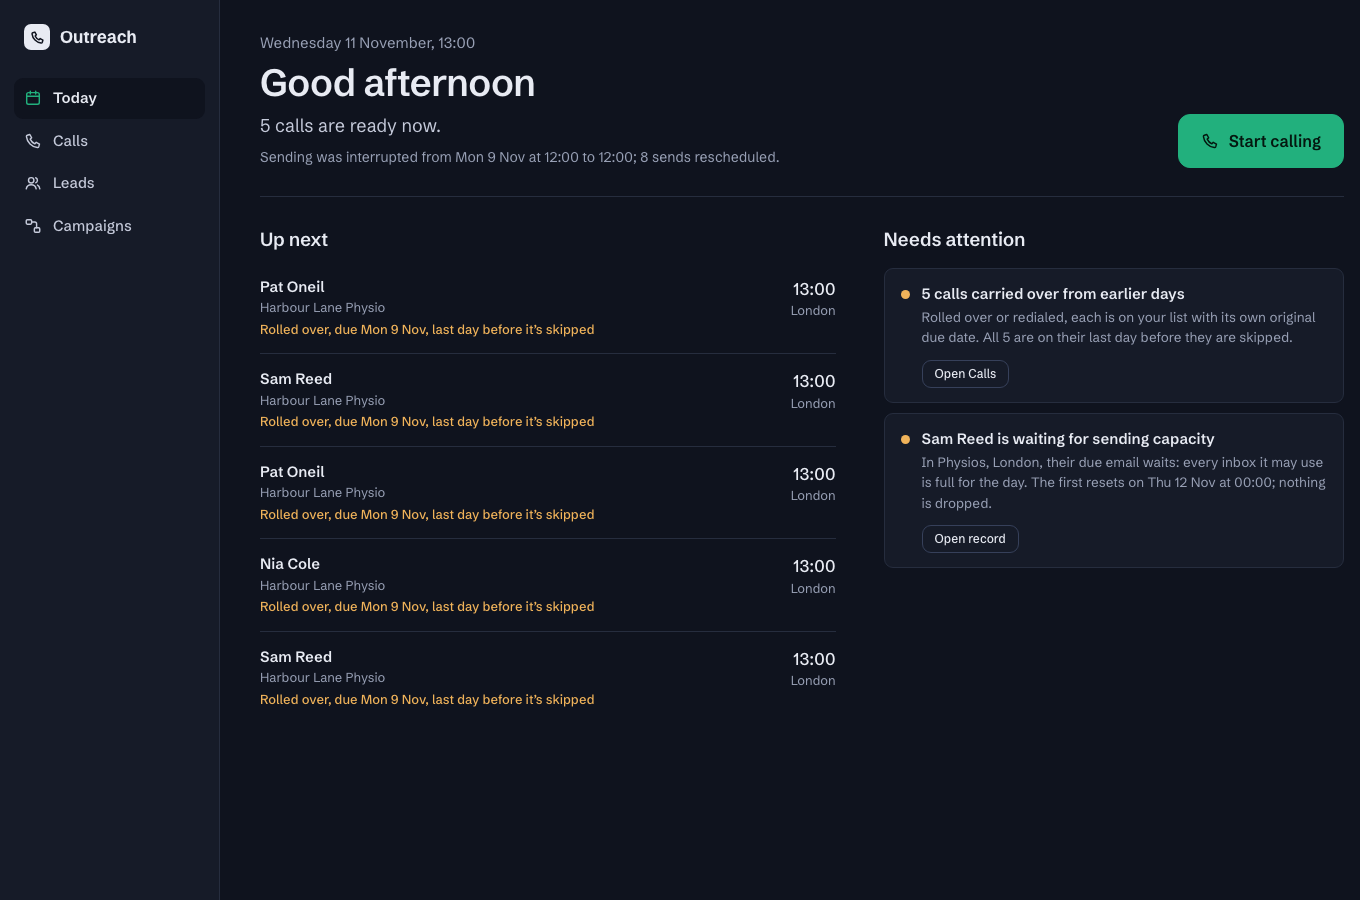 Outreach
Today
Calls
Leads
Campaigns
Wednesday 11 November, 13:00
Good afternoon
5 calls are ready now.
Sending was interrupted from Mon 9 Nov at 12:00 to 12:00; 8 sends rescheduled.
Start calling
Up next
Pat Oneil
13:00
Harbour Lane Physio
London
Rolled over, due Mon 9 Nov, last day before it’s skipped
Sam Reed
13:00
Harbour Lane Physio
London
Rolled over, due Mon 9 Nov, last day before it’s skipped
Pat Oneil
13:00
Harbour Lane Physio
London
Rolled over, due Mon 9 Nov, last day before it’s skipped
Nia Cole
13:00
Harbour Lane Physio
London
Rolled over, due Mon 9 Nov, last day before it’s skipped
Sam Reed
13:00
Harbour Lane Physio
London
Rolled over, due Mon 9 Nov, last day before it’s skipped
Needs attention
5 calls carried over from earlier days
Rolled over or redialed, each is on your list with its own original
due date. All 5 are on their last day before they are skipped.
Open Calls
Sam Reed is waiting for sending capacity
In Physios, London, their due email waits: every inbox it may use
is full for the day. The first resets on Thu 12 Nov at 00:00; nothing
is dropped.
Open record